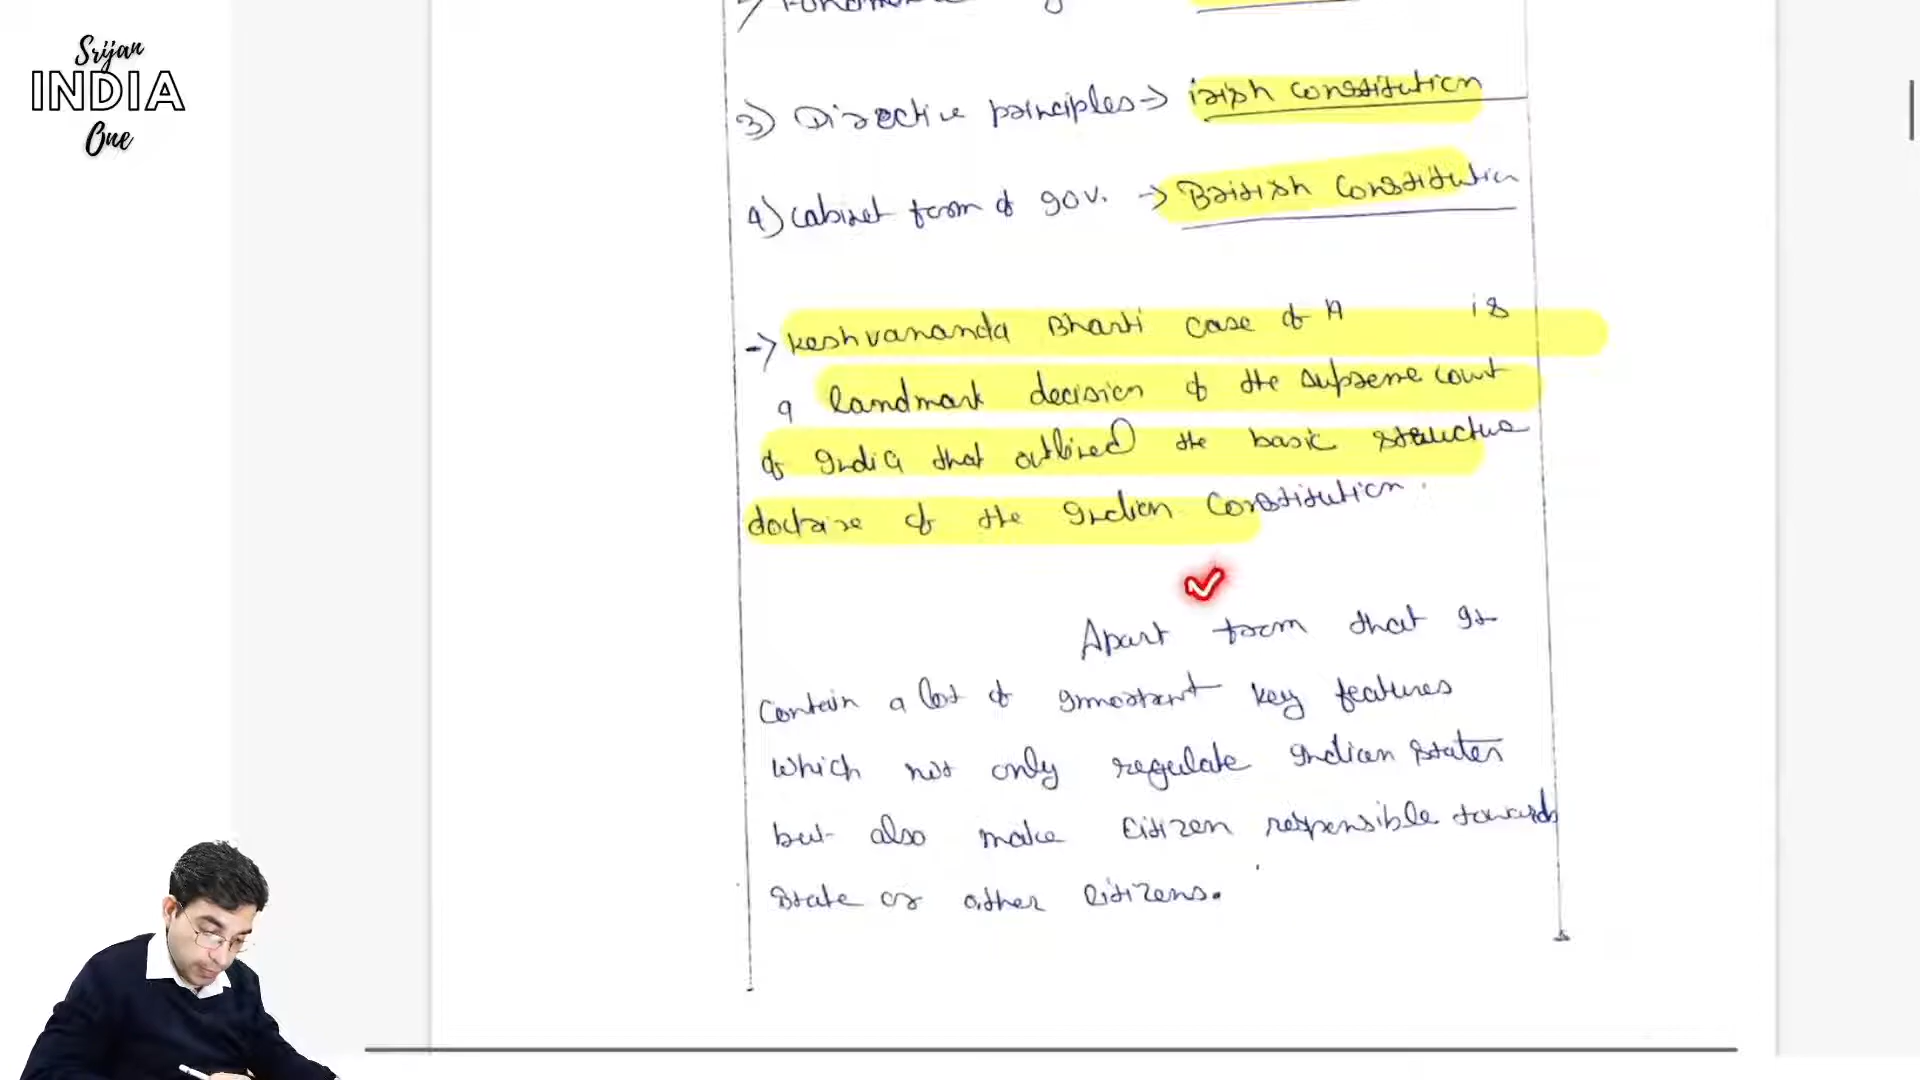 Srijan
INDIA
One
3) Directive principles → irish constitution
4) cabinet form of gov. → British Constitution
→ Keshvananda Bharti case of 19 is
a landmark decision of the supreme court
of India that outlined the basic structure
doctrine of the Indian Constitution.
Apart from that It
Contain a lot of Immortant key features
which not only regulate Indian states
but also make citizen responsible towards
state or other citizens.